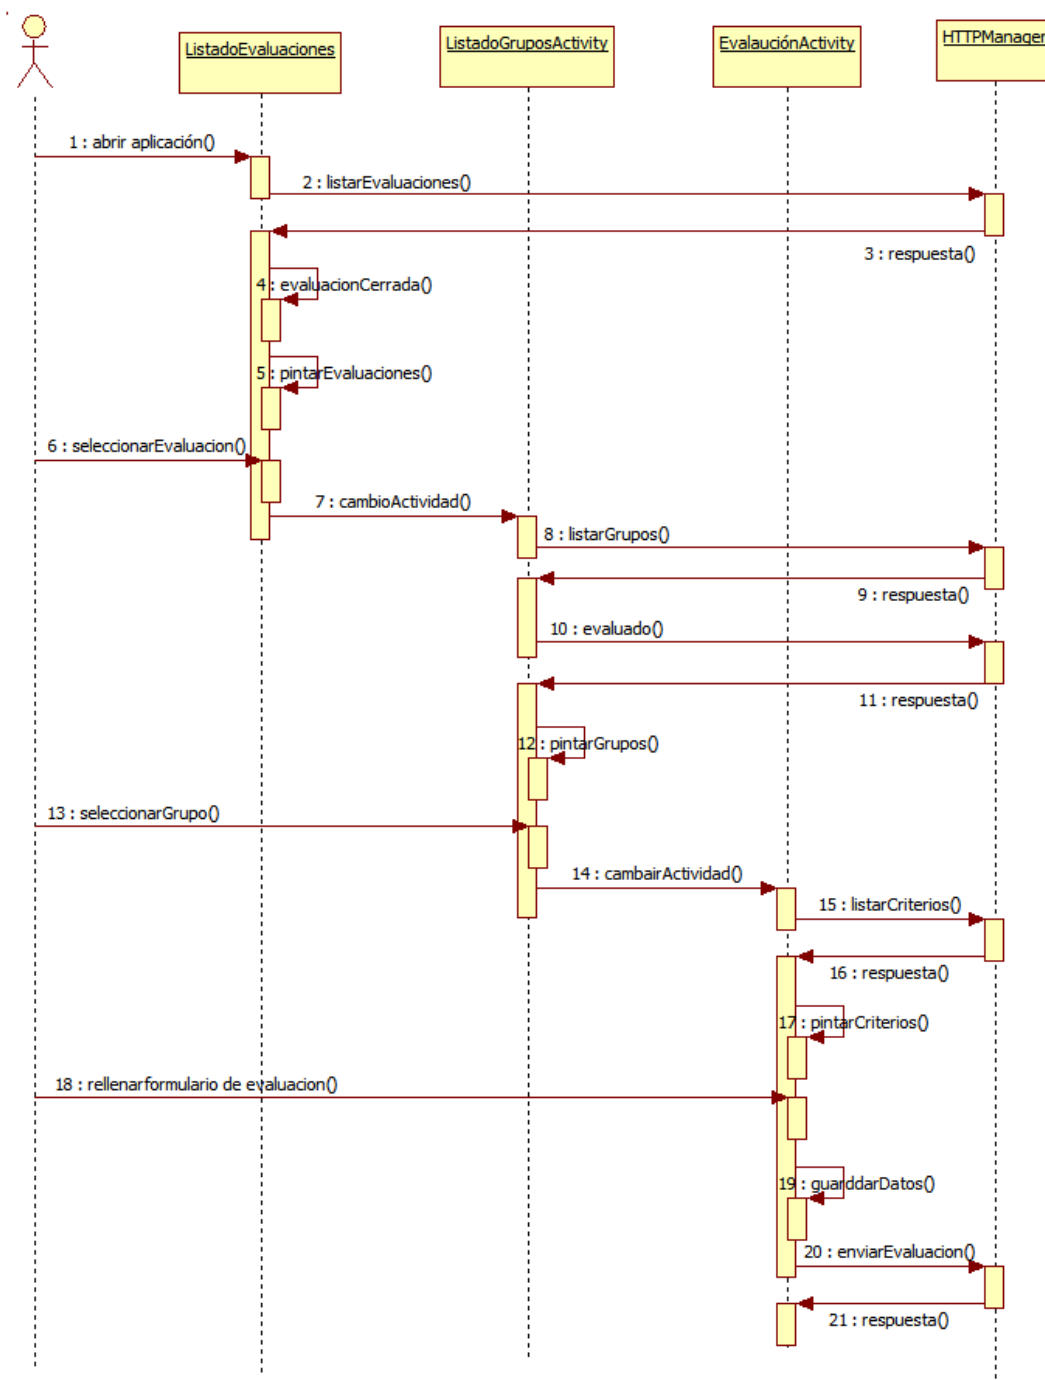 ListadoEvaluaciones
ListadoGruposActivity
EvalauciónActivity
HTTPManager
1 : abrir aplicación()
2 : listarEvaluaciones()
3 : respuesta()
4 : evaluacionCerrada()
5 : pintarEvaluaciones()
6 : seleccionarEvaluacion()
7 : cambioActividad()
8 : listarGrupos()
9 : respuesta()
10 : evaluado()
11 : respuesta()
12 : pintarGrupos()
13 : seleccionarGrupo()
14 : cambairActividad()
15 : listarCriterios()
16 : respuesta()
17 : pintarCriterios()
18 : rellenarformulario de evaluacion()
19 : guarddarDatos()
20 : enviarEvaluacion()
21 : respuesta()